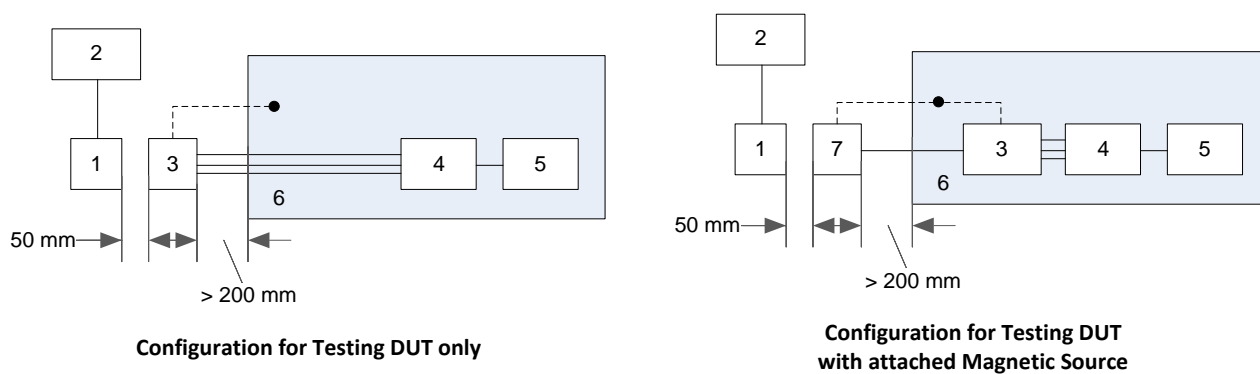 2
1
3
4
5
6
50 mm
> 200 mm
Configuration for Testing DUT only
2
1
7
3
4
5
6
50 mm
> 200 mm
Configuration for Testing DUT
with attached Magnetic Source